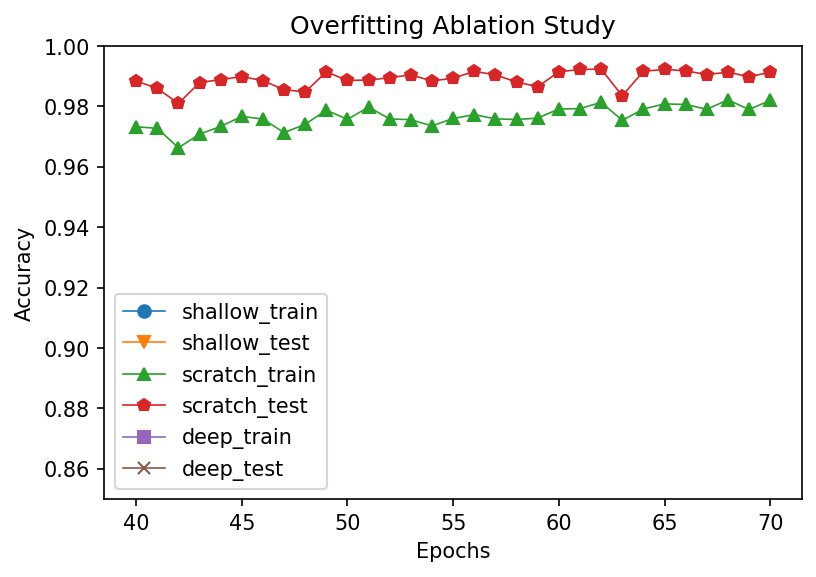 Overfitting Ablation Study
1.00
0.98
0.96
0.94
0.92
0.90
0.88
0.86
Accuracy
shallow_train
shallow_test
scratch_train
scratch_test
deep_train
deep_test
40 45 50 55 60 65 70
Epochs